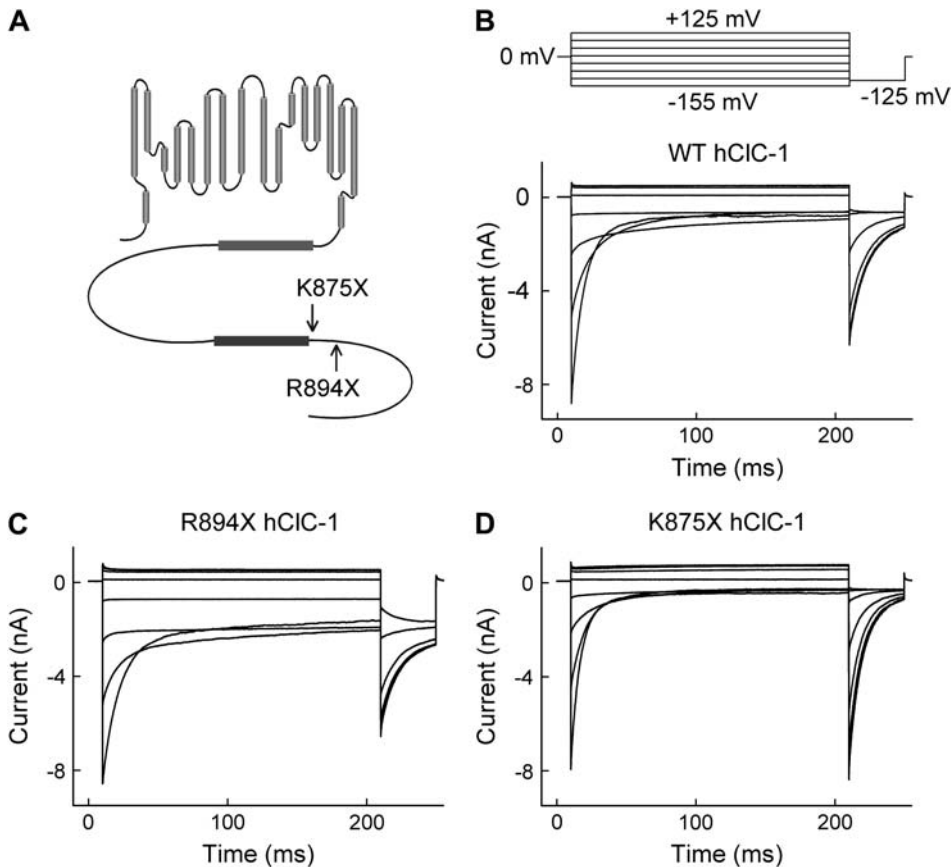 A
K875X
R894X
B
+125 mV
0 mV
-155 mV
-125 mV
WT hClC-1
0
-4
-8
Current (nA)
0 100 200
Time (ms)
C
R894X hClC-1
0
-4
-8
Current (nA)
0 100 200
Time (ms)
D
K875X hClC-1
0
-4
-8
Current (nA)
0 100 200
Time (ms)